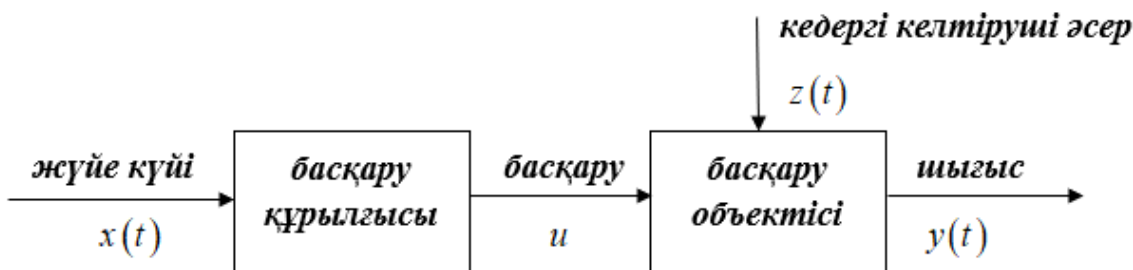 кедергі келтіруші әсер
z(t)
жүйе күйі
x(t)
басқару
құрылғысы
басқару
u
басқару
объектісі
шығыс
y(t)